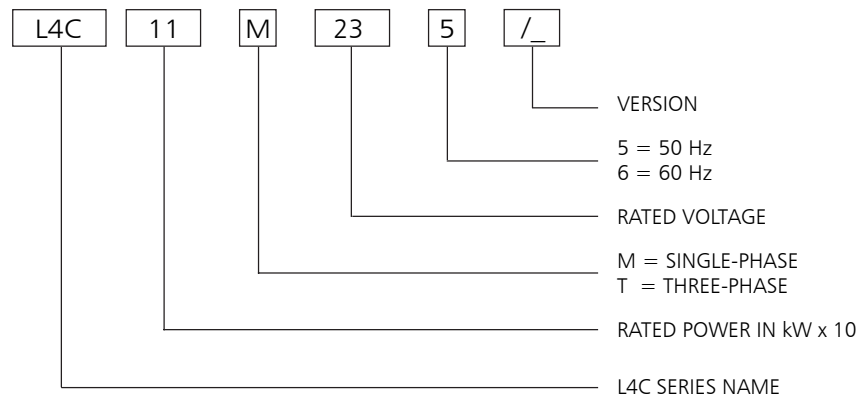 L4C 11 M 23 5 /_
VERSION
5 = 50 Hz
6 = 60 Hz
RATED VOLTAGE
M = SINGLE-PHASE
T = THREE-PHASE
RATED POWER IN kW x 10
L4C SERIES NAME